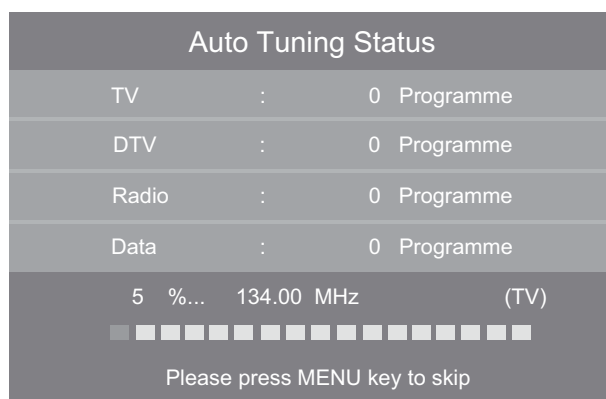 Auto Tuning Status
TV : 0 Programme
DTV : 0 Programme
Radio : 0 Programme
Data : 0 Programme
5 %... 134.00 MHz (TV)
Please press MENU key to skip